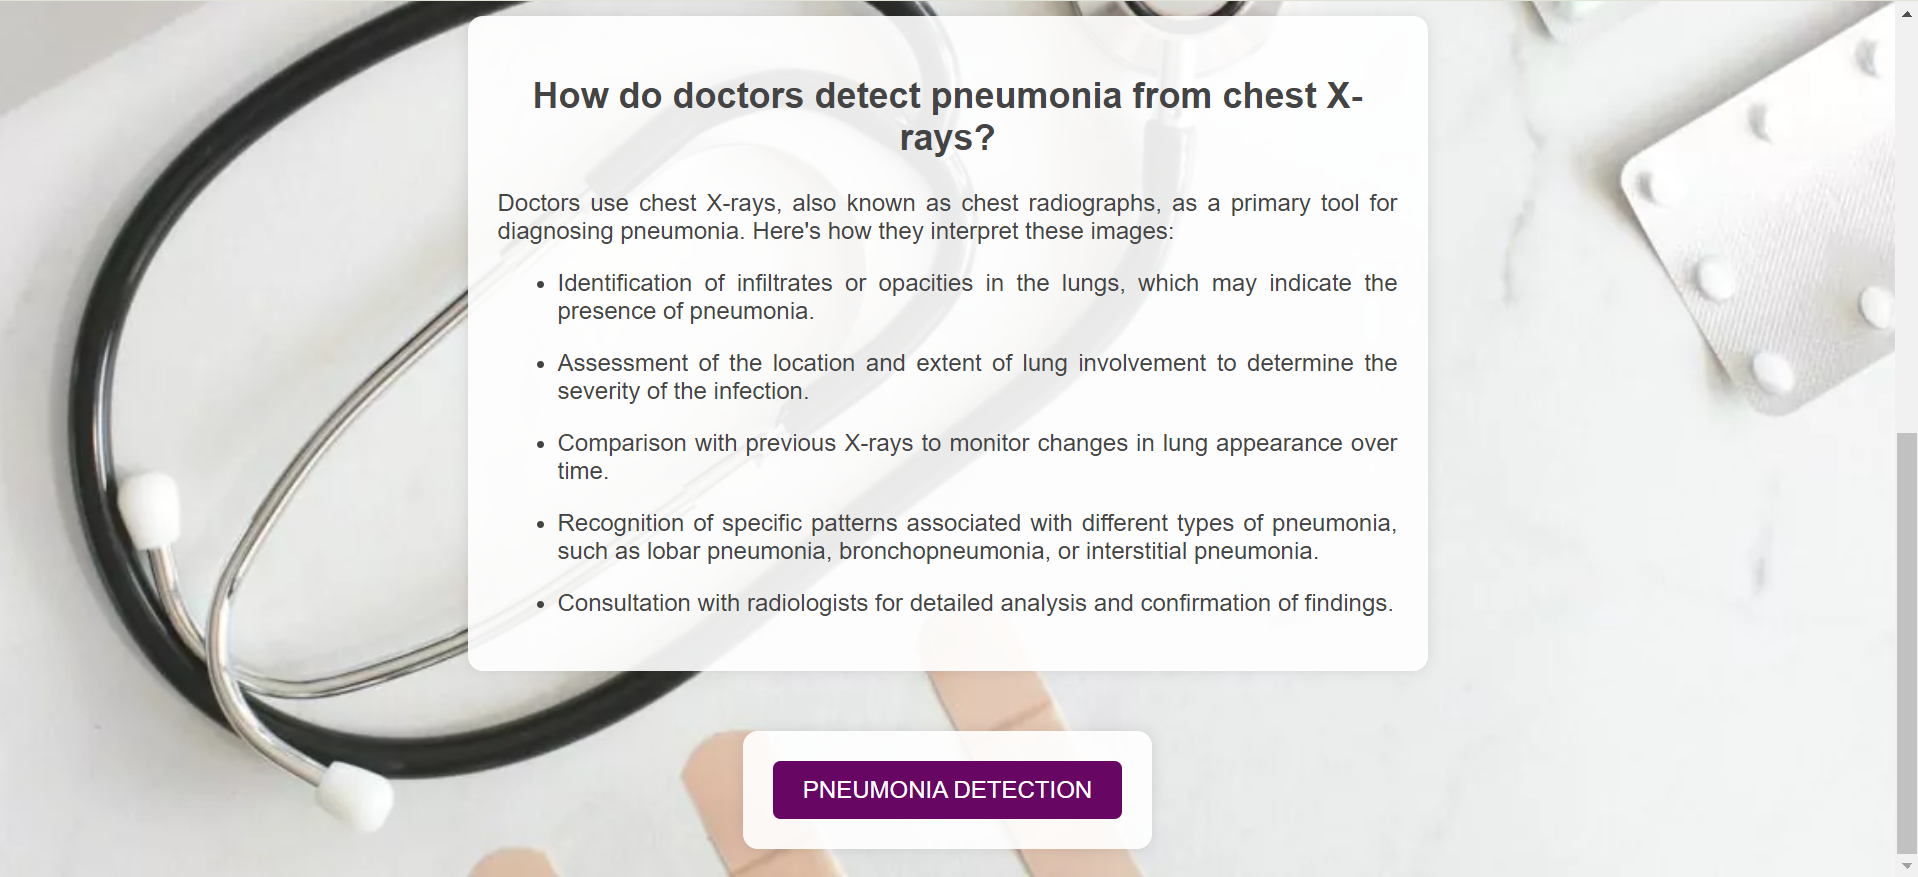 How do doctors detect pneumonia from chest X-
rays?
Doctors use chest X-rays, also known as chest radiographs, as a primary tool for
diagnosing pneumonia. Here's how they interpret these images:
• Identification of infiltrates or opacities in the lungs, which may indicate the
presence of pneumonia.
• Assessment of the location and extent of lung involvement to determine the
severity of the infection.
• Comparison with previous X-rays to monitor changes in lung appearance over
time.
• Recognition of specific patterns associated with different types of pneumonia,
such as lobar pneumonia, bronchopneumonia, or interstitial pneumonia.
• Consultation with radiologists for detailed analysis and confirmation of findings.
PNEUMONIA DETECTION